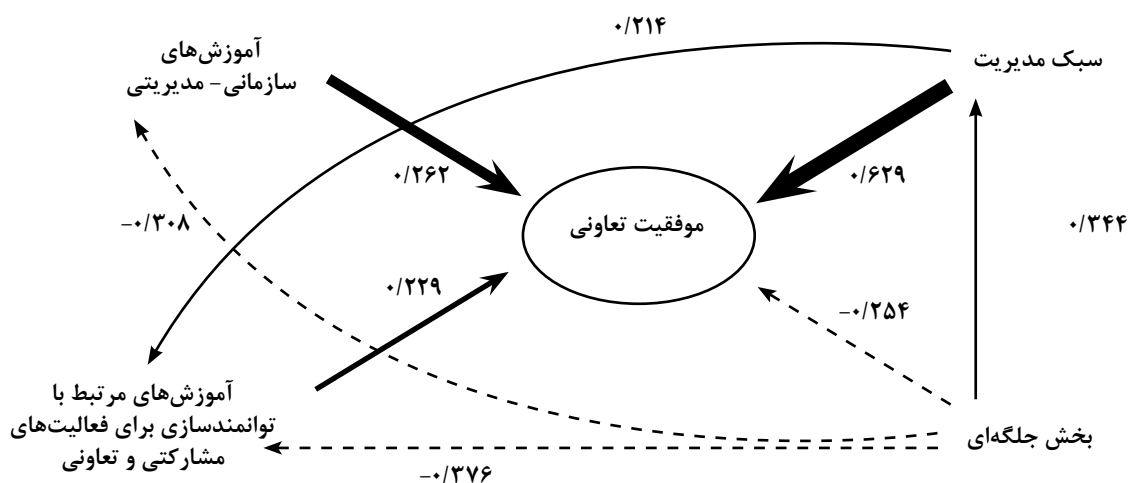 ۰/۲۱۴
سبک مدیریت
آموزش‌های
سازمانی- مدیریتی
۰/۶۲۹
۰/۲۶۲
۰/۳۴۴
موفقیت تعاونی
-۰/۳۰۸
۰/۲۲۹
-۰/۲۵۴
بخش جلگه‌ای
آموزش‌های مرتبط با
توانمندسازی برای فعالیت‌های
مشارکتی و تعاونی
-۰/۳۷۶